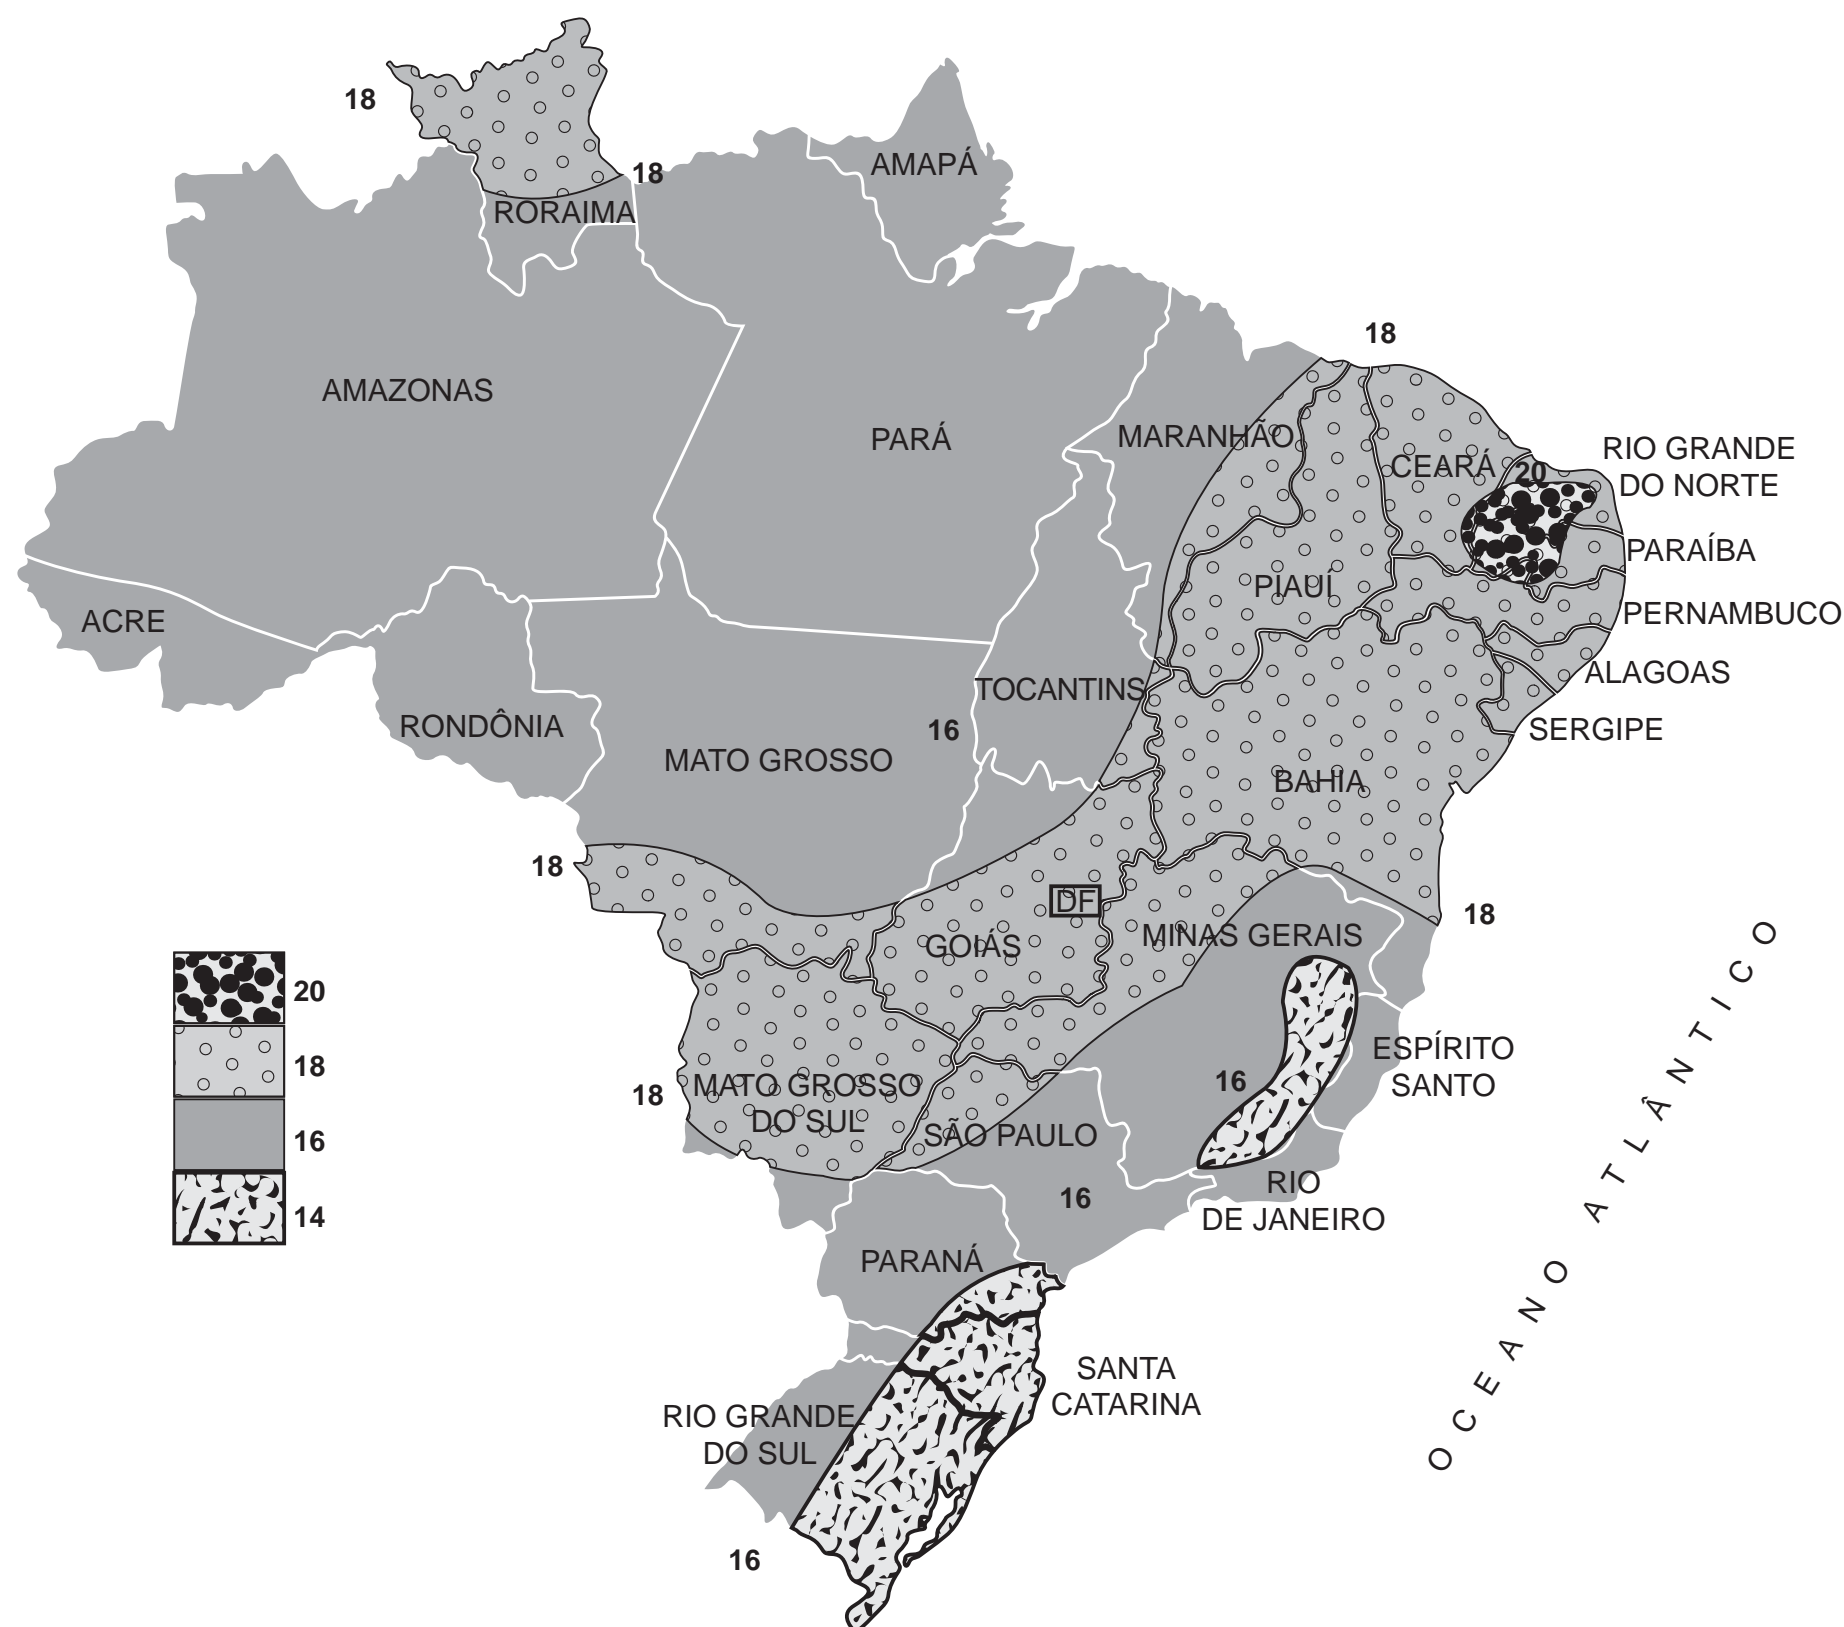 18
18
AMAPÁ
RORAIMA
18
AMAZONAS
PARÁ
MARANHÃO
CEARÁ
20
RIO GRANDE
DO NORTE
PARAÍBA
PIAUÍ
PERNAMBUCO
ACRE
ALAGOAS
TOCANTINS
SERGIPE
RONDÔNIA
16
MATO GROSSO
BAHIA
18
DF
18
GOIÁS
MINAS GERAIS
20
18
16
14
ESPÍRITO
SANTO
16
18
MATO GROSSO
DO SUL
SÃO PAULO
16
RIO
DE JANEIRO
PARANÁ
SANTA
CATARINA
RIO GRANDE
DO SUL
16
OCEANO ATLÂNTICO